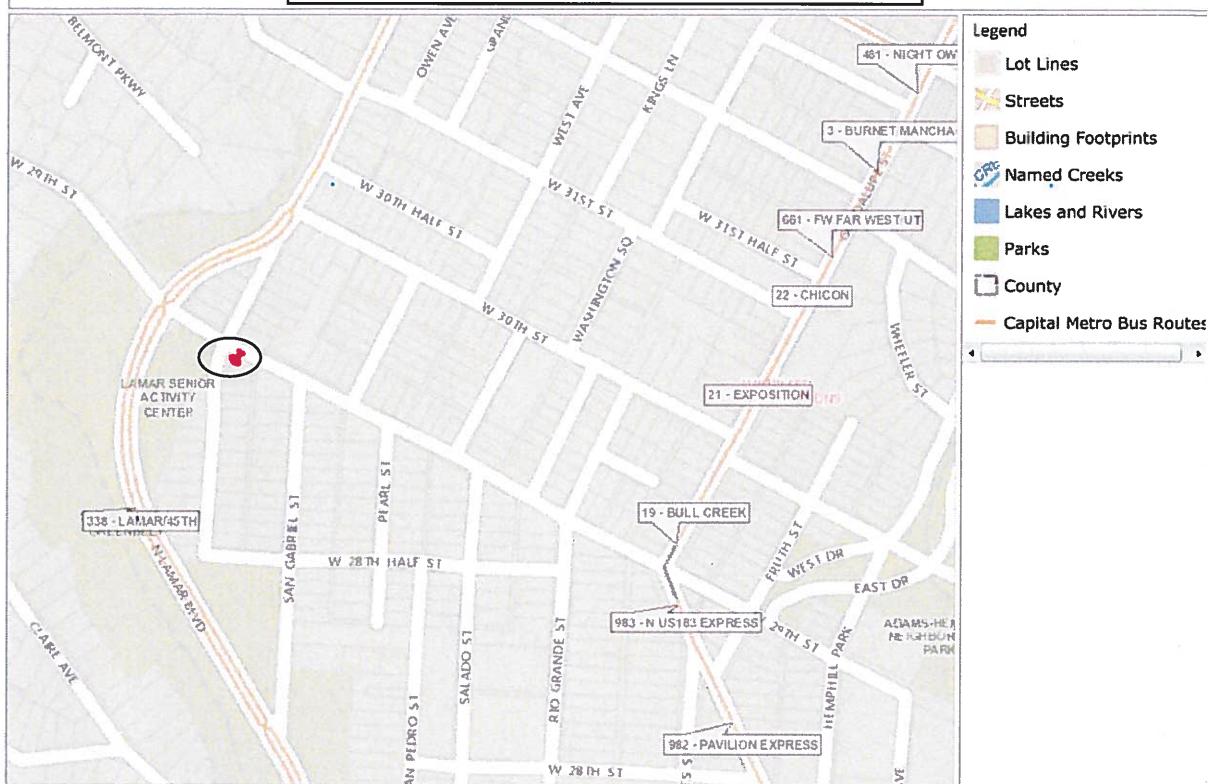 BELMONT PKWY
OWEN AVE
WEST AVE
KINGS LN
481 - NIGHT OW
3 - BURNET MANCHA
W 29TH ST
W 30TH HALF ST
W 31ST ST
W 31ST HALF ST
661 - FW FAR WEST UT
22 - CHICON
WASHINGTON SQ
W 30TH ST
WHEELER ST
LAMAR SENIOR
ACTIVITY
CENTER
21 - EXPOSITION
338 - LAMAR/45TH
19 - BULL CREEK
PEARL ST
SAN GABRIEL ST
N LAMAR BLVD
W 28TH HALF ST
FRUTH ST
WEST DR
EAST DR
983 - N US183 EXPRESS
29TH ST
PARK
CLAIRE AVE
SALADO ST
RIO GRANDE ST
HEMPHILL PARK
AN PEDRO ST
982 - PAVILION EXPRESS
W 28TH ST
Legend
Lot Lines
Streets
Building Footprints
CRK
Named Creeks
Lakes and Rivers
Parks
County
Capital Metro Bus Routes